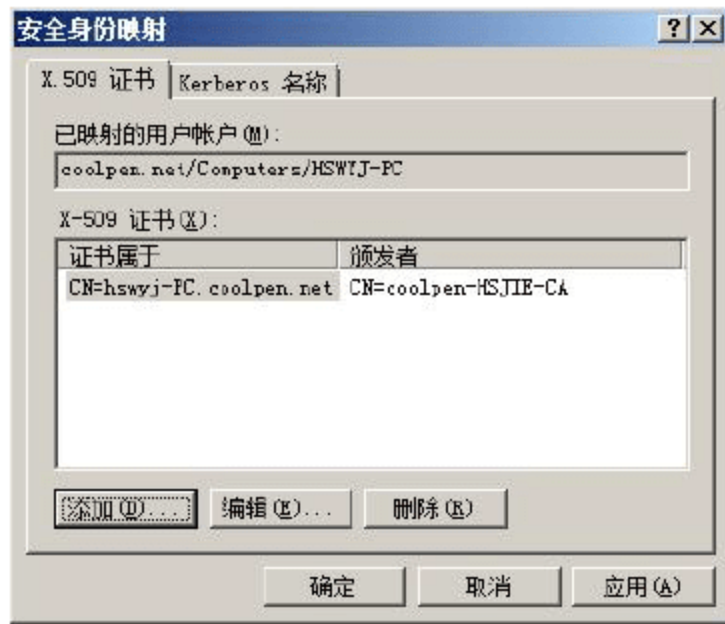 安全身份映射
X.509 证书 Kerberos 名称
已映射的用户帐户(M):
coolpen.net/Computers/HSWYJ-PC
X-509 证书(X):
证书属于 颁发者
CN=hswyj-PC.coolpen.net CN=coolpen-HSJIE-CA
添加(D)... 编辑(E)... 删除(R)
确定 取消 应用(A)